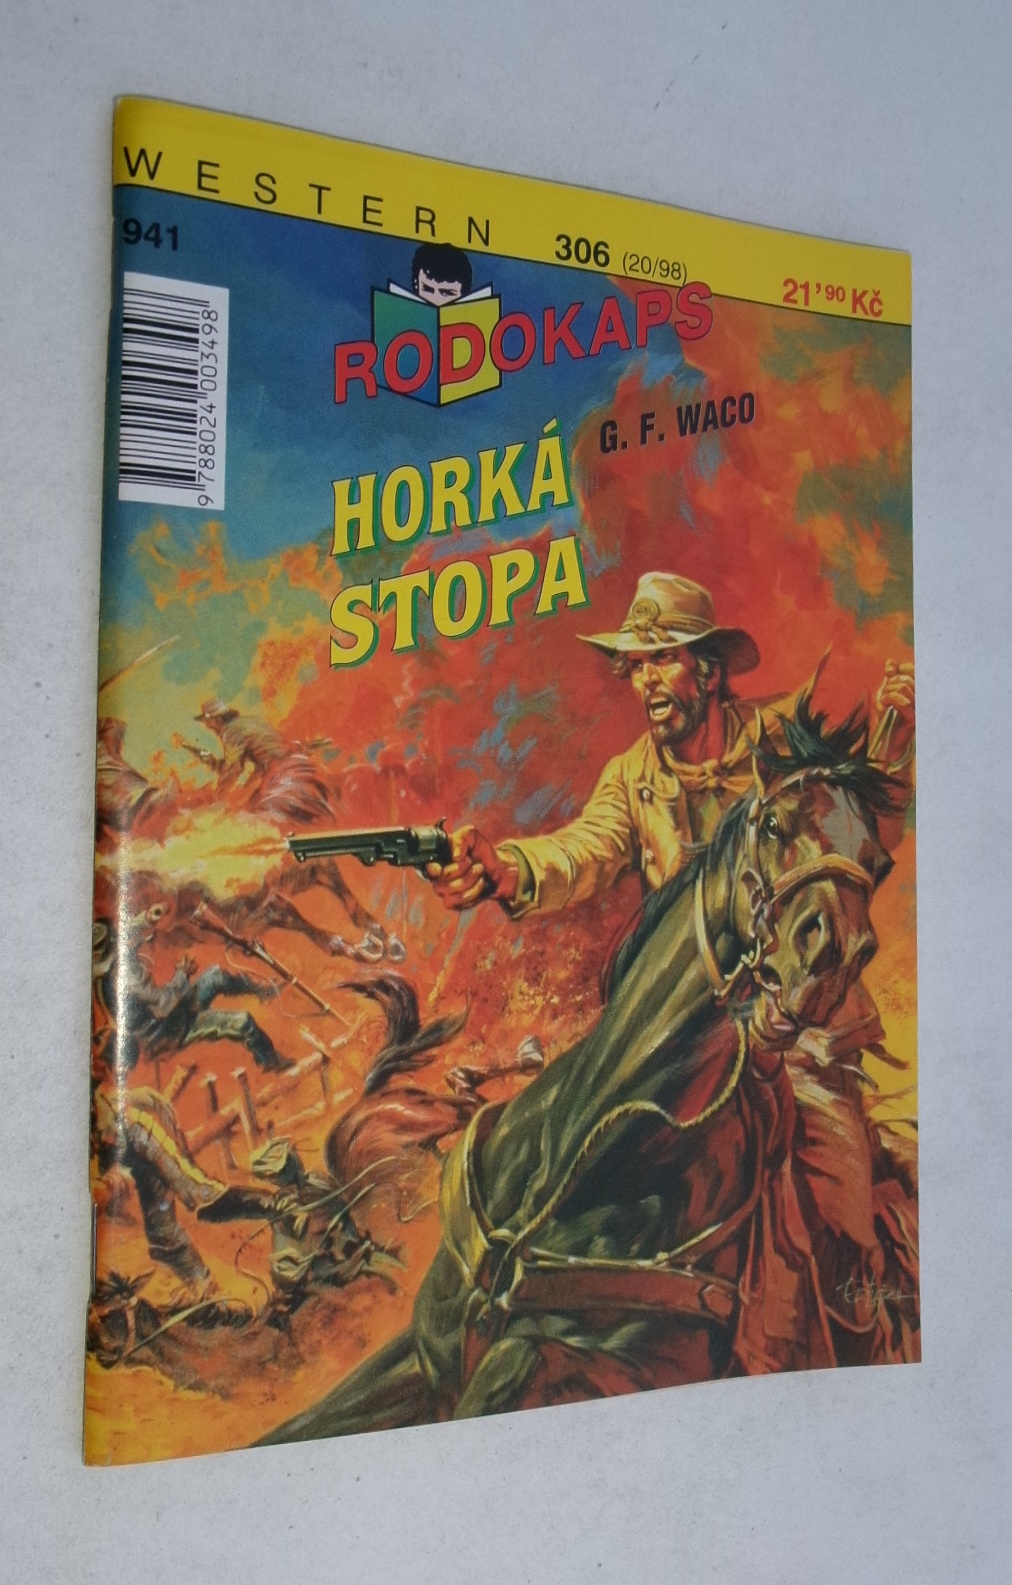 WESTERN
306 (20/98)
21'90 Kč
941
RODOKAPS
G. F. WACO
HORKÁ
STOPA
9 788024 003498